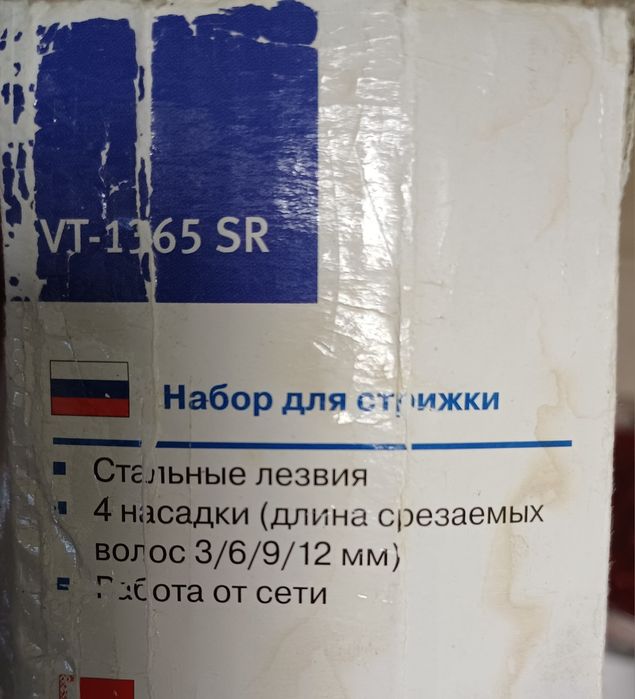 VT-1365 SR
Набор для стрижки
Стальные лезвия
4 насадки (длина срезаемых
волос 3/6/9/12 мм)
Работа от сети